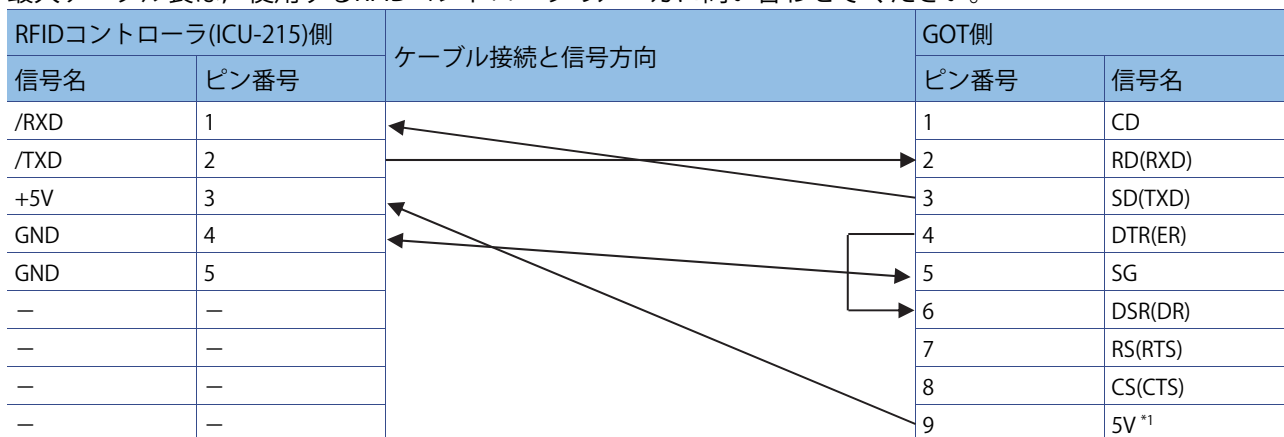 RFIDコントローラ(ICU-215)側 ケーブル接続と信号方向 GOT側
信号名 ピン番号 ピン番号 信号名
/RXD 1 1 CD
/TXD 2 2 RD(RXD)
+5V 3 3 SD(TXD)
GND 4 4 DTR(ER)
GND 5 5 SG
－ － 6 DSR(DR)
－ － 7 RS(RTS)
－ － 8 CS(CTS)
－ － 9 5V *1